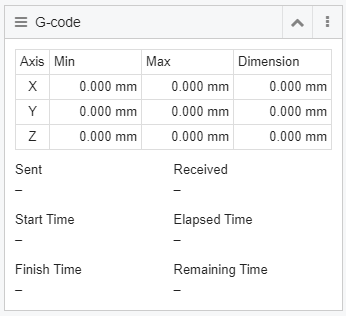 G-code
Axis Min Max Dimension
X 0.000 mm 0.000 mm 0.000 mm
Y 0.000 mm 0.000 mm 0.000 mm
Z 0.000 mm 0.000 mm 0.000 mm
Sent Received
– –
Start Time Elapsed Time
– –
Finish Time Remaining Time
– –